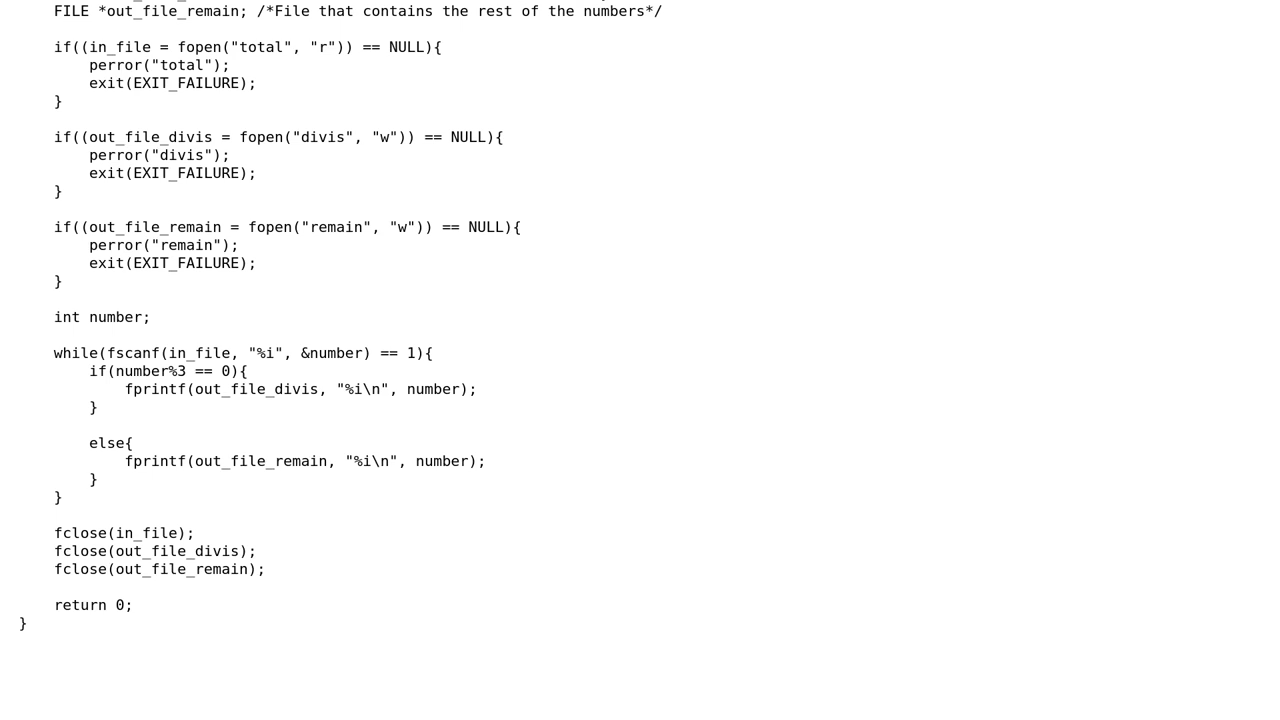 FILE *out_file_remain; /*File that contains the rest of the numbers*/
if((in_file = fopen("total", "r")) == NULL){
perror("total");
exit(EXIT_FAILURE);
}
if((out_file_divis = fopen("divis", "w")) == NULL){
perror("divis");
exit(EXIT_FAILURE);
}
if((out_file_remain = fopen("remain", "w")) == NULL){
perror("remain");
exit(EXIT_FAILURE);
}
int number;
while(fscanf(in_file, "%i", &number) == 1){
if(number%3 == 0){
fprintf(out_file_divis, "%i\n", number);
}
else{
fprintf(out_file_remain, "%i\n", number);
}
}
fclose(in_file);
fclose(out_file_divis);
fclose(out_file_remain);
return 0;
}